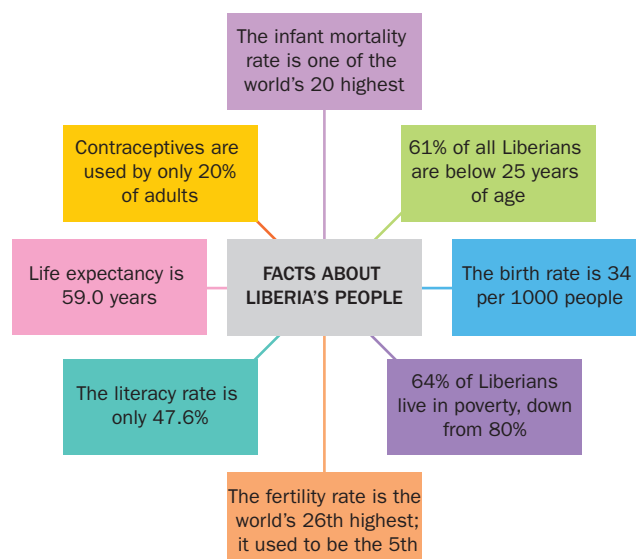 The infant mortality
rate is one of the
world's 20 highest
Contraceptives are
used by only 20%
of adults
61% of all Liberians
are below 25 years
of age
Life expectancy is
59.0 years
FACTS ABOUT
LIBERIA'S PEOPLE
The birth rate is 34
per 1000 people
The literacy rate is
only 47.6%
64% of Liberians
live in poverty, down
from 80%
The fertility rate is the
world's 26th highest;
it used to be the 5th